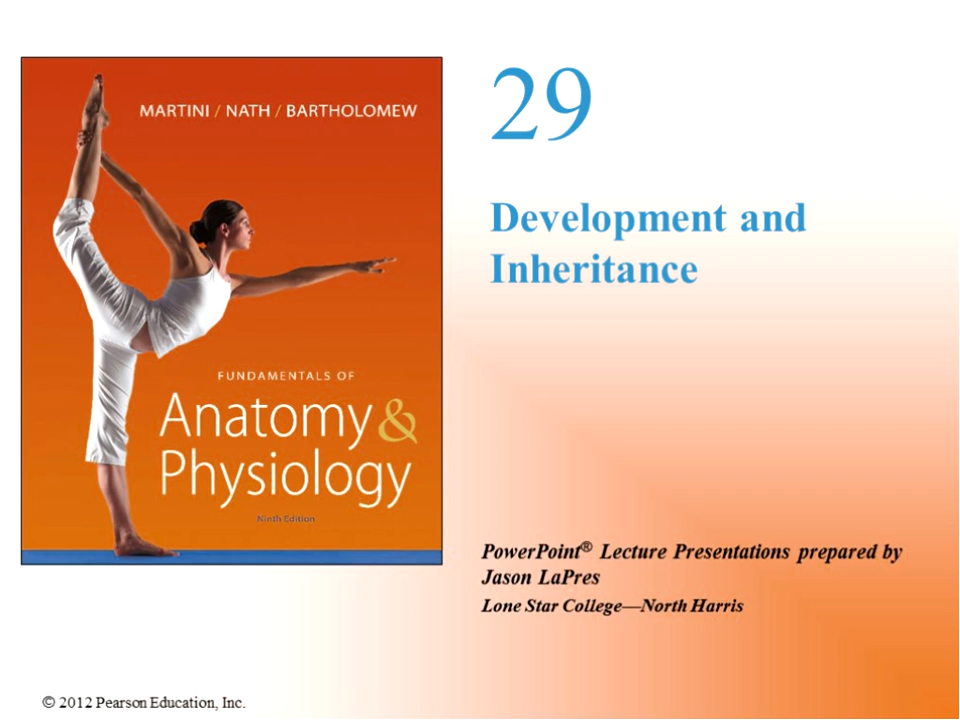 MARTINI / NATH / BARTHOLOMEW
FUNDAMENTALS OF
Anatomy &
Physiology
Ninth Edition
29
Development and
Inheritance
PowerPoint® Lecture Presentations prepared by
Jason LaPres
Lone Star College—North Harris
© 2012 Pearson Education, Inc.